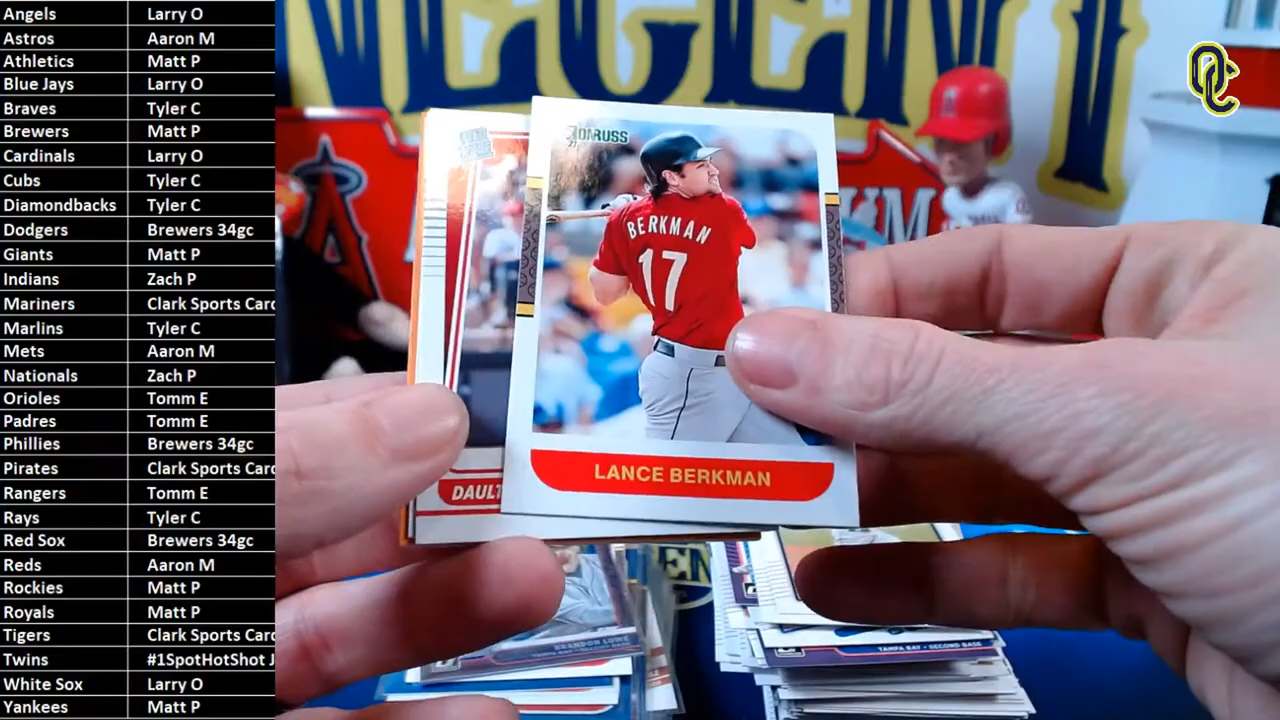 Angels Larry O
Astros Aaron M
Athletics Matt P
Blue Jays Larry O
Braves Tyler C
Brewers Matt P
Cardinals Larry O
Cubs Tyler C
Diamondbacks Tyler C
Dodgers Brewers 34gc
Giants Matt P
Indians Zach P
Mariners Clark Sports Card
Marlins Tyler C
Mets Aaron M
Nationals Zach P
Orioles Tomm E
Padres Tomm E
Phillies Brewers 34gc
Pirates Clark Sports Card
Rangers Tomm E
Rays Tyler C
Red Sox Brewers 34gc
Reds Aaron M
Rockies Matt P
Royals Matt P
Tigers Clark Sports Card
Twins #1SpotHotShot J
White Sox Larry O
Yankees Matt P
OC
DONRUSS
BERKMAN
17
LANCE BERKMAN
DAULT
BRANDON LOWE
TAMPA BAY • SECOND BASE